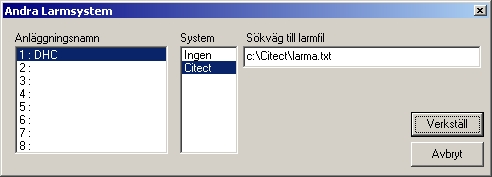 Andra Larmsystem
Anläggningsnamn
System
Sökväg till larmfil
1 : DHC
2 :
3 :
4 :
5 :
6 :
7 :
8 :
Ingen
Citect
c:\Citect\larma.txt
Verkställ
Avbryt